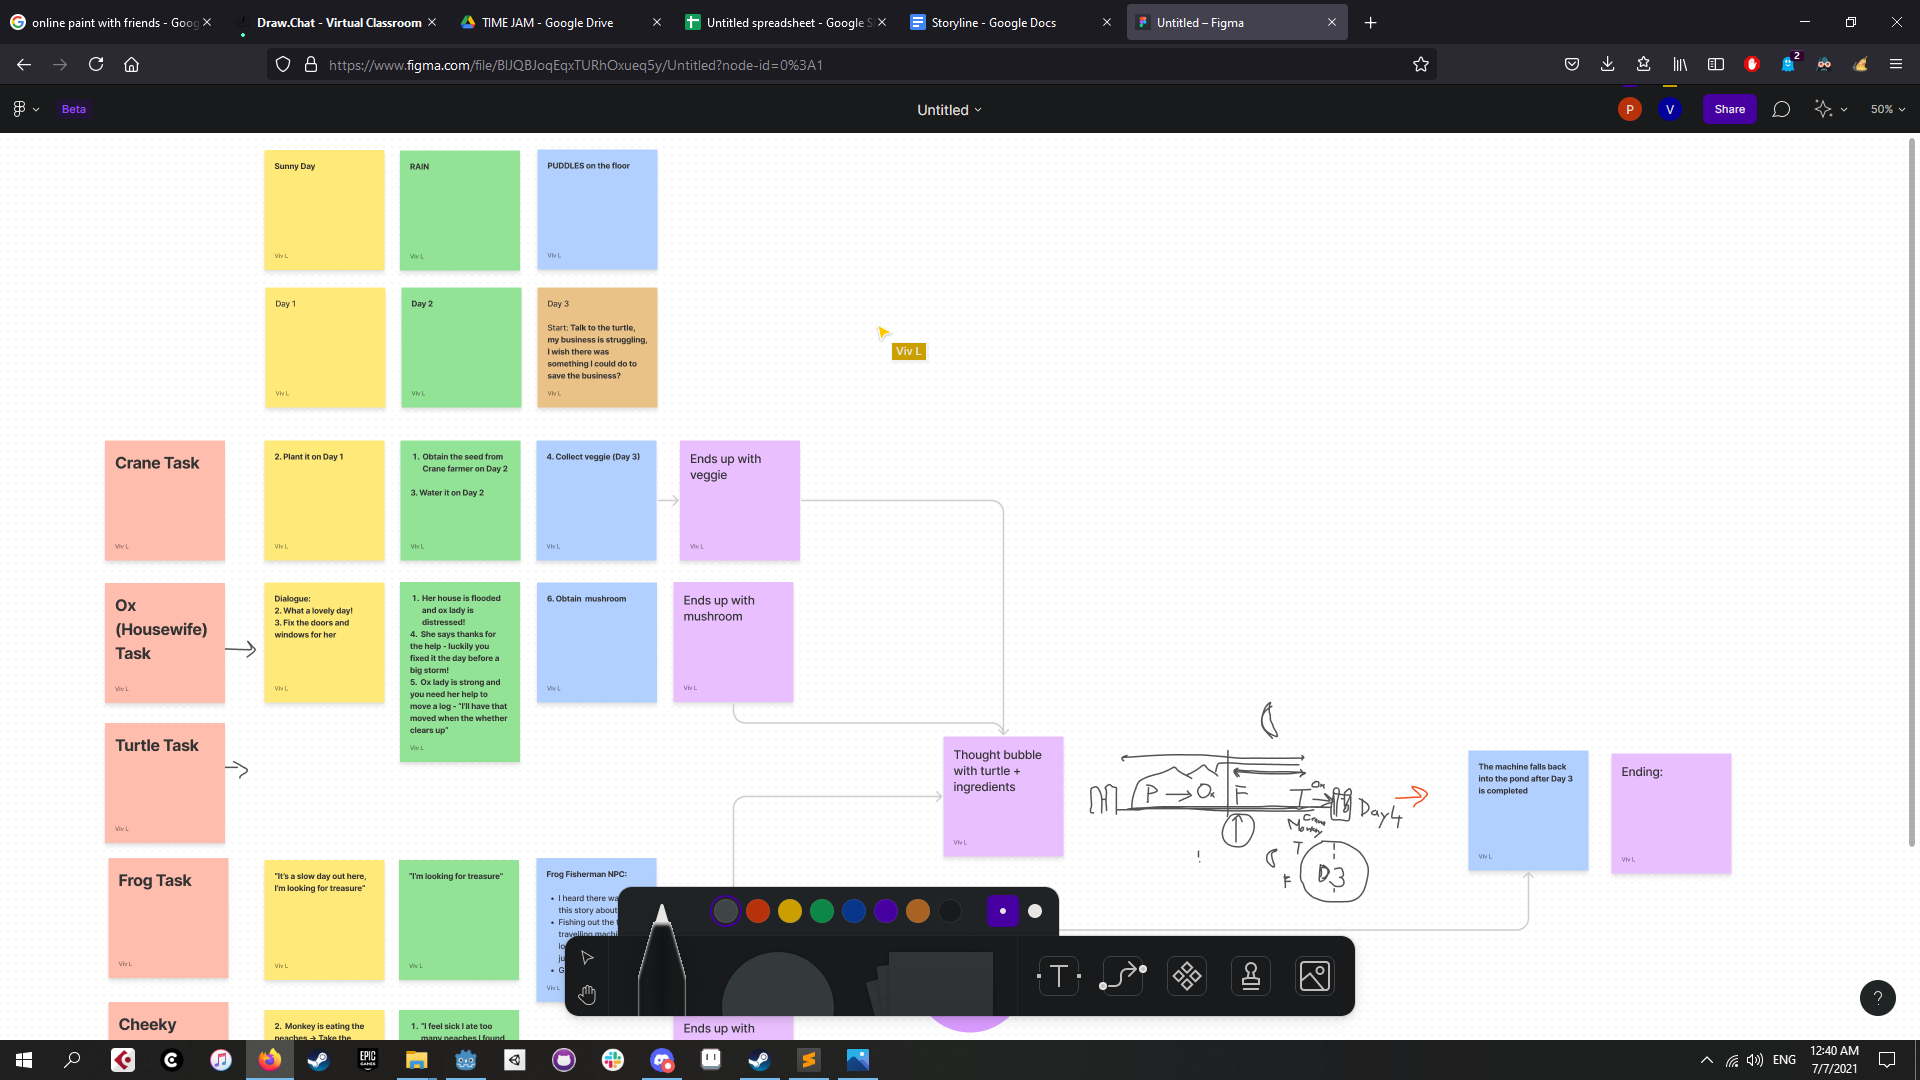 online paint with friends - Goog
Draw.Chat - Virtual Classroom
TIME JAM - Google Drive
Untitled spreadsheet - Google S
Storyline - Google Docs
Untitled – Figma
https://www.figma.com/file/BlJQBJoqEqxTURhOxueq5y/Untitled?node-id=0%3A1
2
Beta
Untitled
P
V
Share
50%
Sunny Day
Viv L
RAIN
Viv L
PUDDLES on the floor
Viv L
Day 1
Viv L
Day 2
Viv L
Day 3
Start: Talk to the turtle,
my business is struggling,
I wish there was
something I could do to
save the business?
Viv L
Viv L
Crane Task
Viv L
2. Plant it on Day 1
Viv L
1. Obtain the seed from
Crane farmer on Day 2
3. Water it on Day 2
Viv L
4. Collect veggie (Day 3)
Viv L
Ends up with
veggie
Viv L
Ox
(Housewife)
Task
Viv L
Dialogue:
2. What a lovely day!
3. Fix the doors and
windows for her
Viv L
1. Her house is flooded
and ox lady is
distressed!
4. She says thanks for
the help - luckily you
fixed it the day before a
big storm!
5. Ox lady is strong and
you need her help to
move a log - "I'll have that
moved when the whether
clears up"
Viv L
6. Obtain mushroom
Viv L
Ends up with
mushroom
Viv L
Turtle Task
Viv L
Thought bubble
with turtle +
ingredients
Viv L
P → Ox F T Ox
Day 4
Crane
Monkey
T
F
D3
The machine falls back
into the pond after Day 3
is completed
Viv L
Ending:
Viv L
Frog Task
Viv L
"It's a slow day out here,
I'm looking for treasure"
Viv L
"I'm looking for treasure"
Viv L
Frog Fisherman NPC:
• I heard there wa
this story about
• Fishing out the
travelling machi
lo
ju
• G
Viv L
Cheeky
2. Monkey is eating the
peaches → Take the
1. "I feel sick I ate too
many peaches I found
Ends up with
T
?
EPIC
GAMES
ENG
12:40 AM
7/7/2021